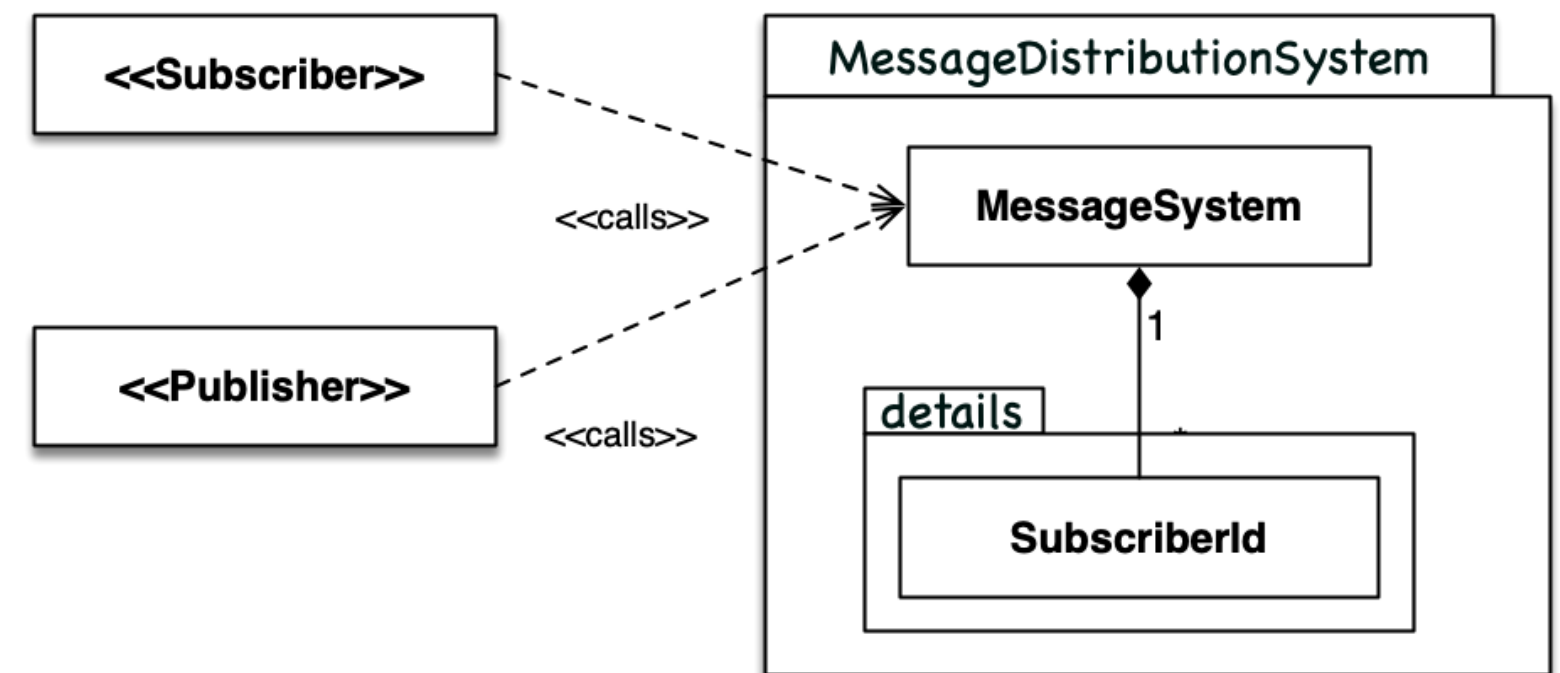 <<Subscriber>>
MessageDistributionSystem
MessageSystem
<<calls>>
1
<<Publisher>>
details
<<calls>>
*
SubscriberId